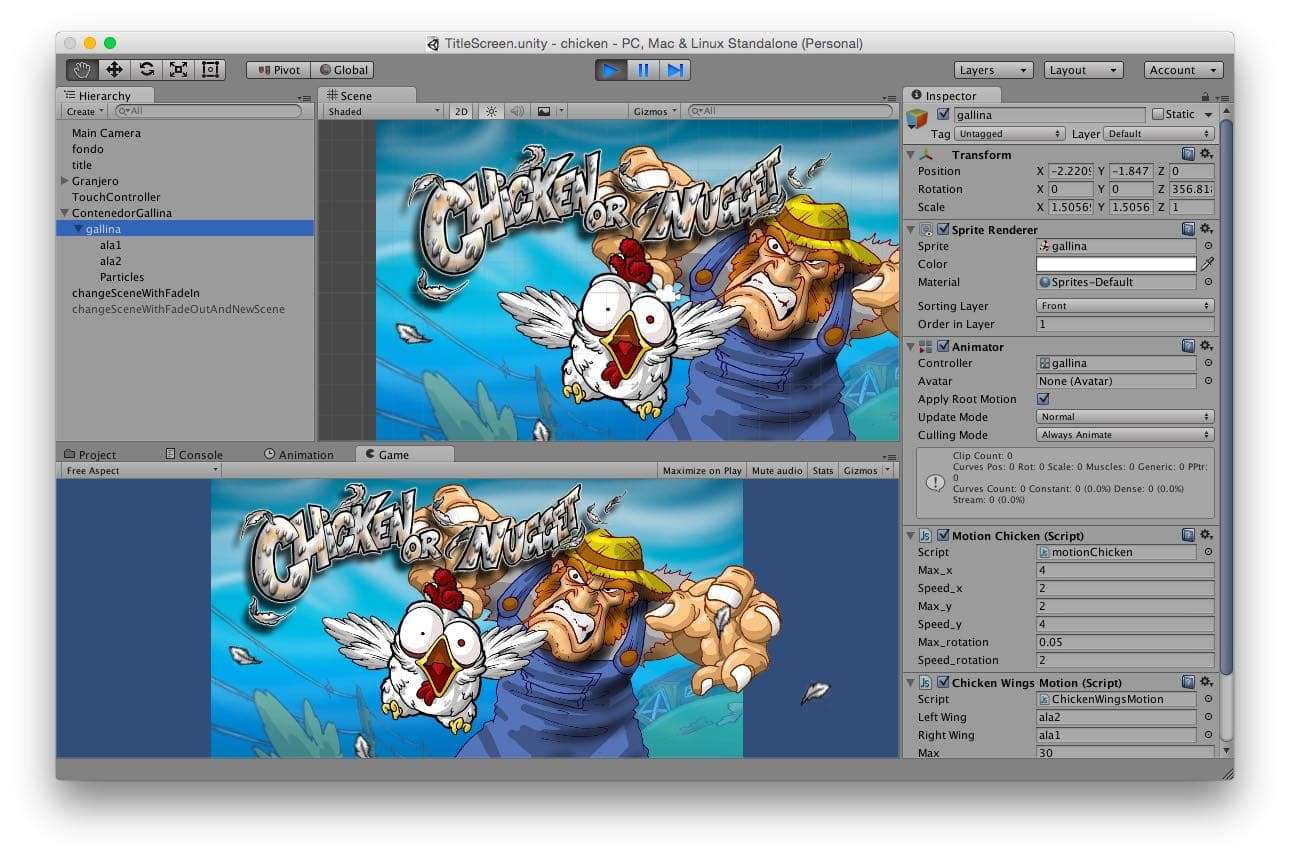 TitleScreen.unity - chicken - PC, Mac & Linux Standalone (Personal)
Pivot Global Layers Layout Account
Hierarchy
Create All
Main Camera
fondo
title
Granjero
TouchController
ContenedorGallina
gallina
ala1
ala2
Particles
changeSceneWithFadeIn
changeSceneWithFadeOutAndNewScene
Scene
Shaded 2D Gizmos All
CHICKEN
OR NUGGET
Project Console Animation Game
Free Aspect Maximize on Play Mute audio Stats Gizmos
CHICKEN
OR NUGGET
Inspector
gallina Static
Tag Untagged Layer Default
Transform
Position X -2.2209 Y -1.847 Z 0
Rotation X 0 Y 0 Z 356.81
Scale X 1.5056 Y 1.5056 Z 1
Sprite Renderer
Sprite gallina
Color
Material Sprites-Default
Sorting Layer Front
Order in Layer 1
Animator
Controller gallina
Avatar None (Avatar)
Apply Root Motion
Update Mode Normal
Culling Mode Always Animate
Clip Count: 0
Curves Pos: 0 Rot: 0 Scale: 0 Muscles: 0 Generic: 0 PPtr:
0
Curves Count: 0 Constant: 0 (0.0%) Dense: 0 (0.0%)
Stream: 0 (0.0%)
Js Motion Chicken (Script)
Script motionChicken
Max_x 4
Speed_x 2
Max_y 2
Speed_y 4
Max_rotation 0.05
Speed_rotation 2
Js Chicken Wings Motion (Script)
Script ChickenWingsMotion
Left Wing ala2
Right Wing ala1
Max 30